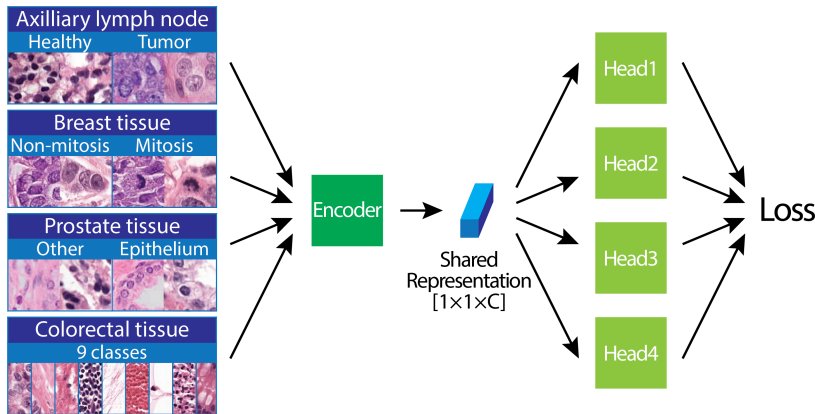 Axilliary lymph node
Healthy Tumor
Breast tissue
Non-mitosis Mitosis
Prostate tissue
Other Epithelium
Colorectal tissue
9 classes
Encoder
Shared
Representation
[1×1×C]
Head1
Head2
Head3
Head4
Loss